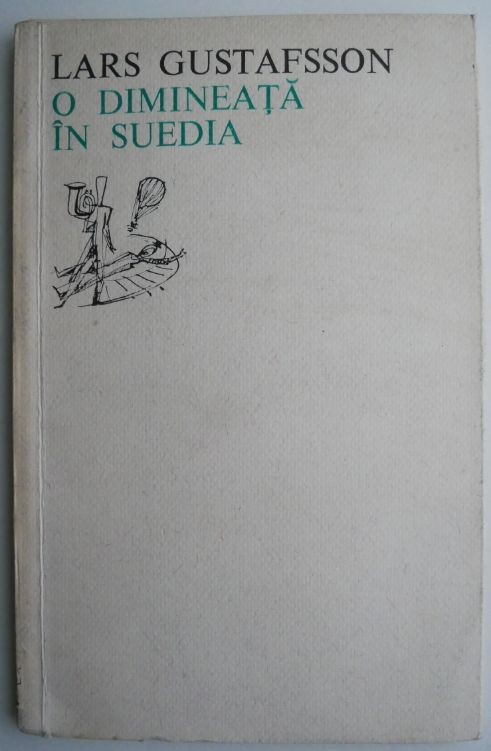 LARS GUSTAFSSON
O DIMINEAȚĂ
ÎN SUEDIA